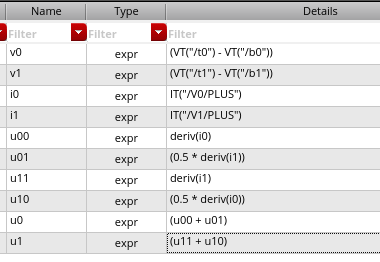 Name Type Details
Filter Filter Filter
v0 expr (VT("/t0") - VT("/b0"))
v1 expr (VT("/t1") - VT("/b1"))
i0 expr IT("/V0/PLUS")
i1 expr IT("/V1/PLUS")
u00 expr deriv(i0)
u01 expr (0.5 * deriv(i1))
u11 expr deriv(i1)
u10 expr (0.5 * deriv(i0))
u0 expr (u00 + u01)
u1 expr (u11 + u10)